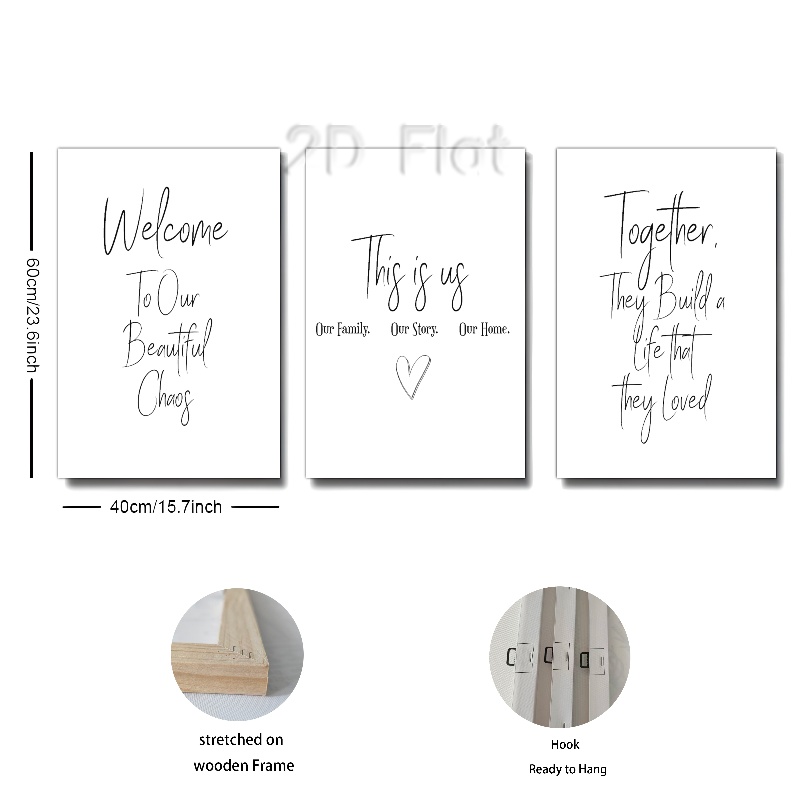 2D Flat
Welcome
To Our
Beautiful
Chaos
This is us
Our Family. Our Story. Our Home.
Together,
They Build a
Life that
they Loved
60cm/23.6inch
40cm/15.7inch
stretched on
wooden Frame
Hook
Ready to Hang